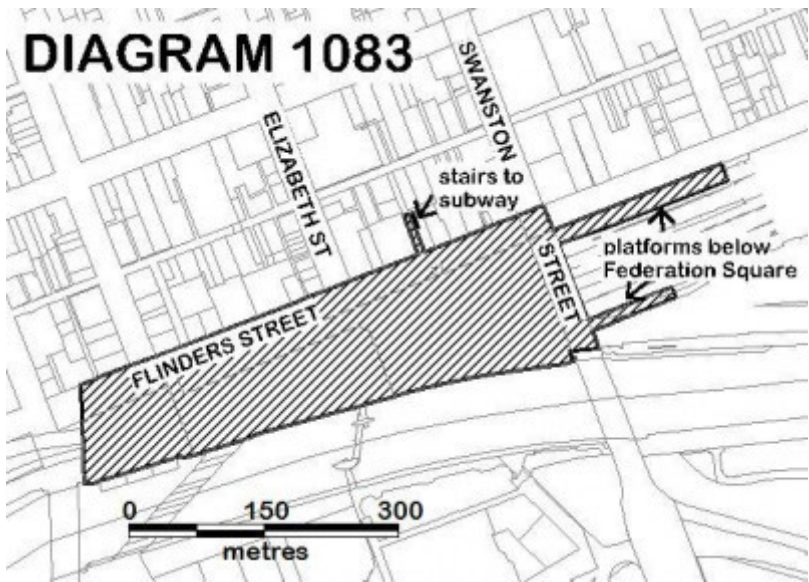 DIAGRAM 1083
SWANSTON
STREET
ELIZABETH ST
stairs to
subway
platforms below
Federation Square
FLINDERS STREET
0 150 300
metres